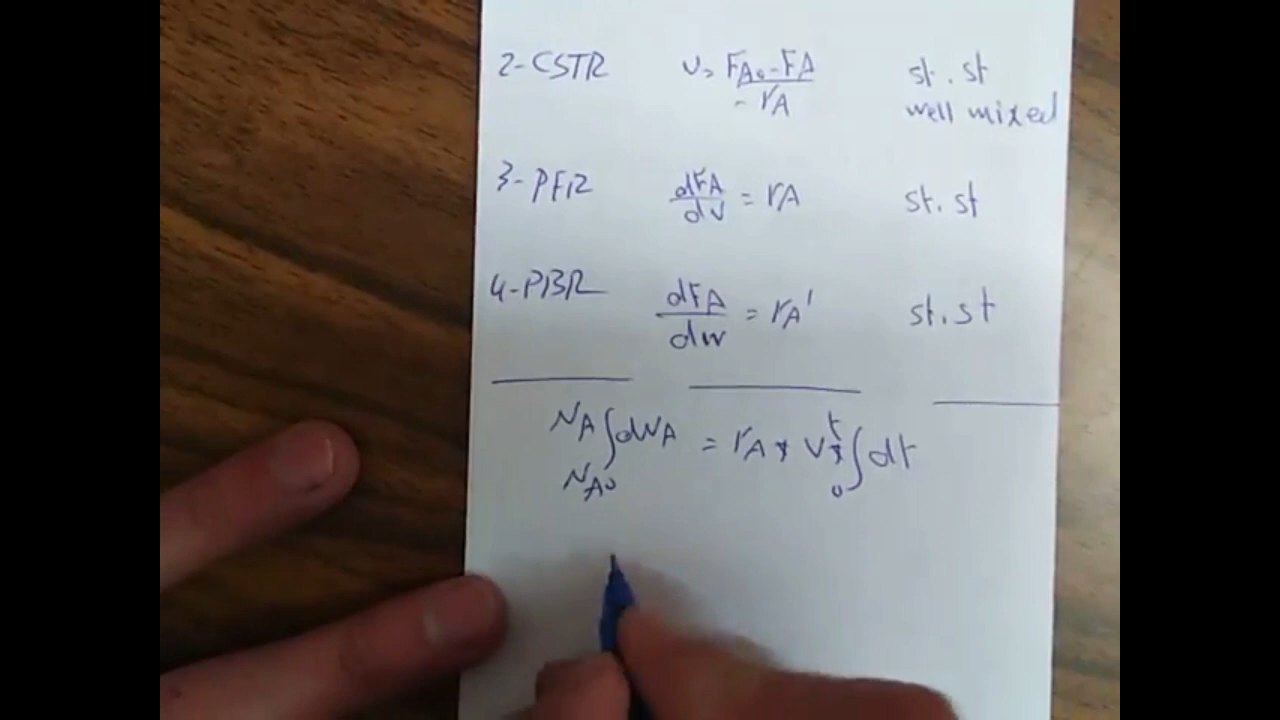 2-CSTR V= FA0-FA / -rA st.st
well mixed
3-PFR dFA/dV = rA st.st
4-PBR dFA/dw = rA' st.st
NA ∫ dNA = rA * V * t ∫ dt
NA0 0